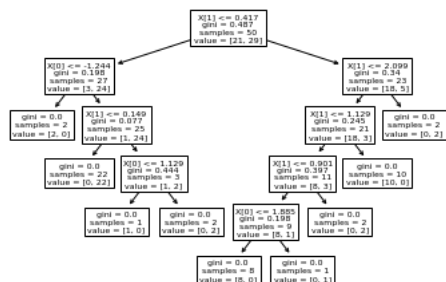 X[1] <= 0.417
gini = 0.487
samples = 50
value = [21, 29]
X[0] <= -1.244
gini = 0.198
samples = 27
value = [3, 24]
X[1] <= 2.099
gini = 0.34
samples = 23
value = [18, 5]
gini = 0.0
samples = 2
value = [2, 0]
X[1] <= 0.149
gini = 0.077
samples = 25
value = [1, 24]
X[1] <= 1.129
gini = 0.245
samples = 21
value = [18, 3]
gini = 0.0
samples = 2
value = [0, 2]
gini = 0.0
samples = 22
value = [0, 22]
X[0] <= 1.129
gini = 0.444
samples = 3
value = [1, 2]
X[1] <= 0.901
gini = 0.397
samples = 11
value = [8, 3]
gini = 0.0
samples = 10
value = [10, 0]
gini = 0.0
samples = 1
value = [1, 0]
gini = 0.0
samples = 2
value = [0, 2]
X[0] <= 1.885
gini = 0.198
samples = 9
value = [8, 1]
gini = 0.0
samples = 2
value = [0, 2]
gini = 0.0
samples = 8
value = [8, 0]
gini = 0.0
samples = 1
value = [0, 1]